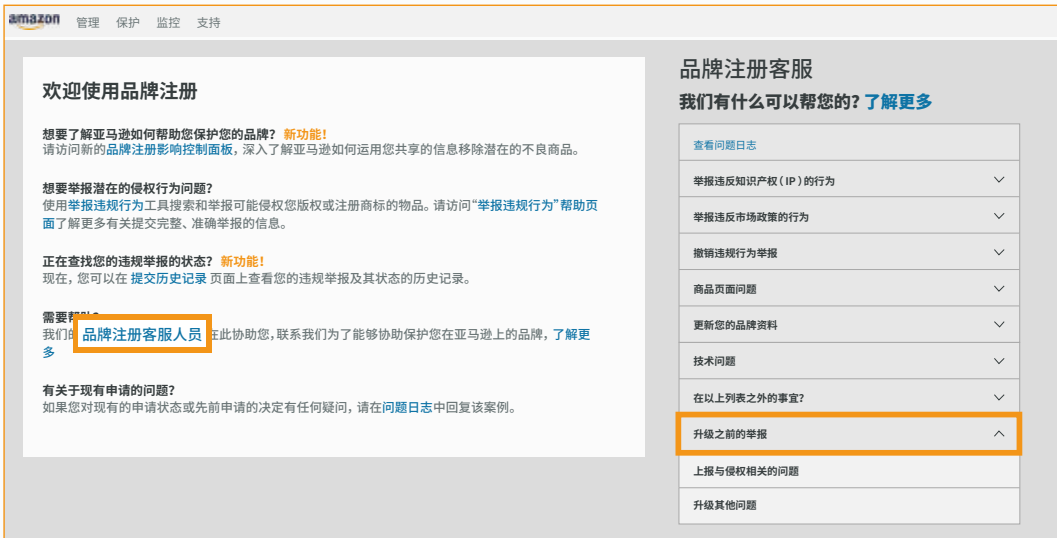 amazon 管理 保护 监控 支持
欢迎使用品牌注册
想要了解亚马逊如何帮助您保护您的品牌? 新功能!
请访问新的品牌注册影响控制面板,深入了解亚马逊如何运用您共享的信息移除潜在的不良商品。
想要举报潜在的侵权行为问题?
使用举报违规行为工具搜索和举报可能侵权您版权或注册商标的物品。请访问“举报违规行为”帮助页
面了解更多有关提交完整、准确举报的信息。
正在查找您的违规举报的状态? 新功能!
现在,您可以在 提交历史记录 页面上查看您的违规举报及其状态的历史记录。
需要
我们的 品牌注册客服人员 在此协助您,联系我们为了能够协助保护您在亚马逊上的品牌,了解更
多
有关于现有申请的问题?
如果您对现有的申请状态或先前申请的决定有任何疑问,请在问题日志中回复该案例。
品牌注册客服
我们有什么可以帮您的? 了解更多
查看问题日志
举报违反知识产权(IP)的行为
举报违反市场政策的行为
撤销违规行为举报
商品页面问题
更新您的品牌资料
技术问题
在以上列表之外的事宜?
升级之前的举报
上报与侵权相关的问题
升级其他问题